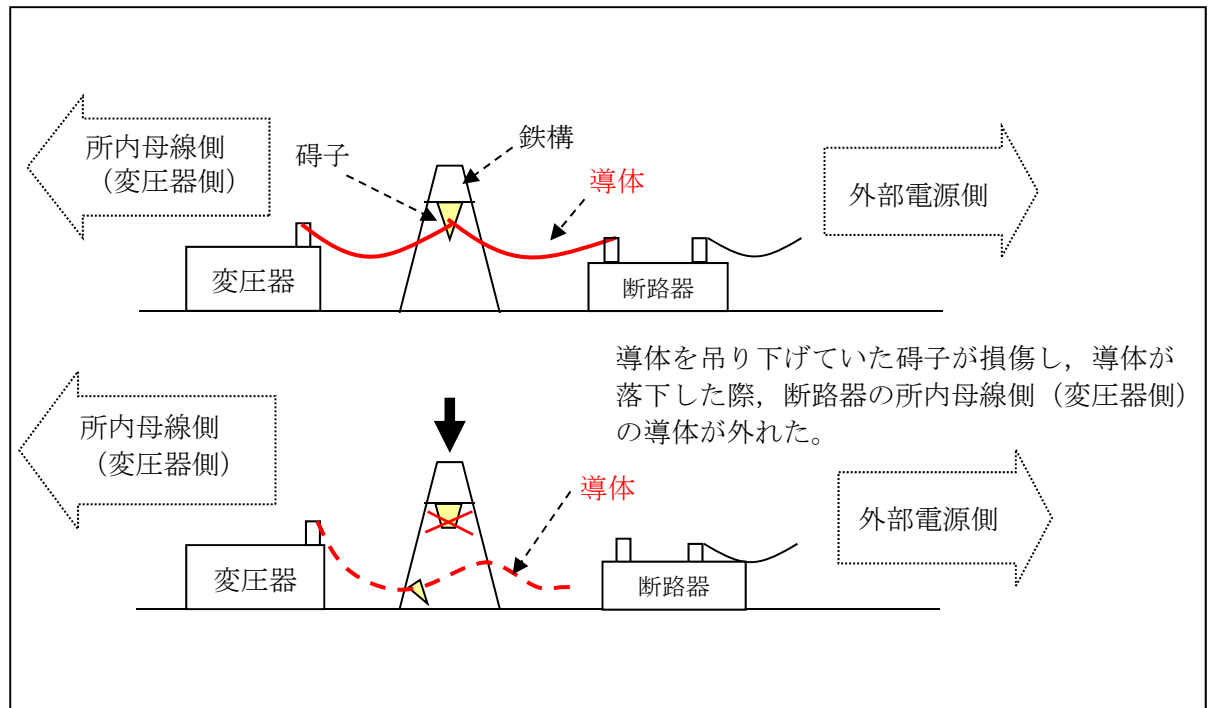 所内母線側
（変圧器側）
碍子
鉄構
導体
外部電源側
変圧器
断路器
導体を吊り下げていた碍子が損傷し，導体が
落下した際，断路器の所内母線側（変圧器側）
の導体が外れた。
所内母線側
（変圧器側）
導体
外部電源側
変圧器
断路器